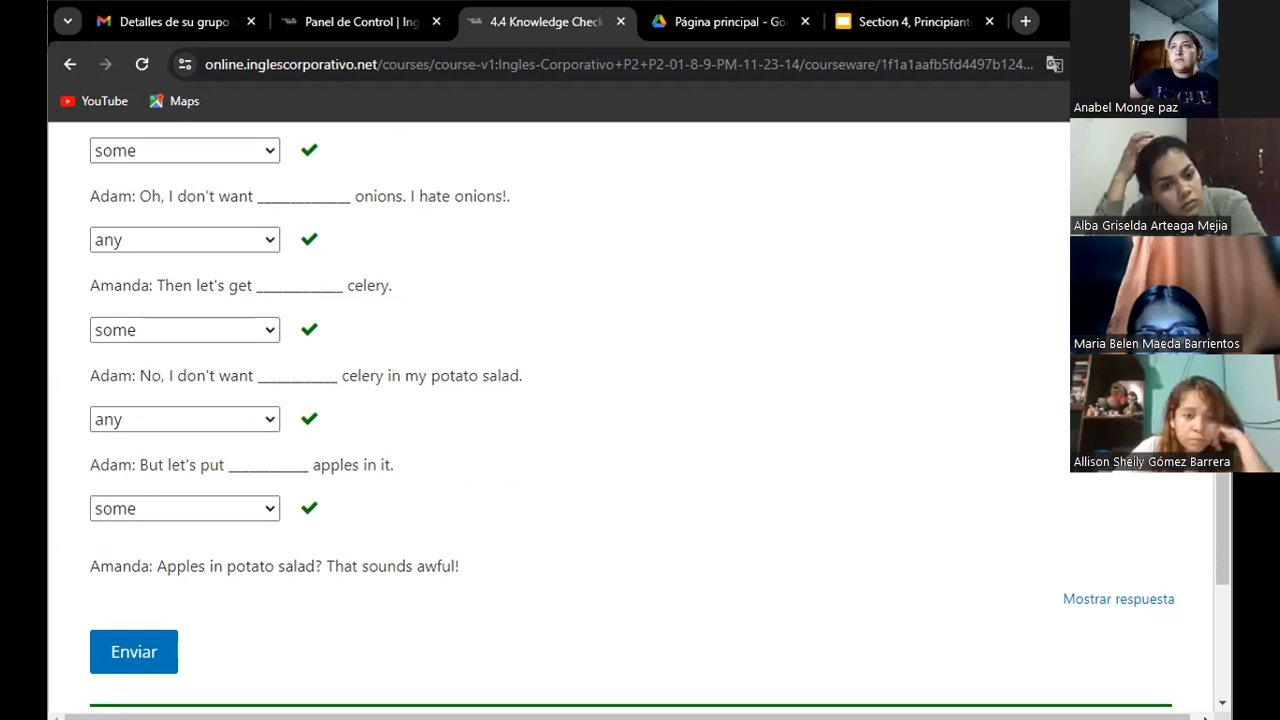 Detalles de su grupo
Panel de Control | Ing
4.4 Knowledge Check
Página principal - Go
Section 4, Principiant
online.inglescorporativo.net/courses/course-v1:Ingles-Corporativo+P2+P2-01-8-9-PM-11-23-14/courseware/1f1a1aafb5fd4497b124...
YouTube
Maps
some
Adam: Oh, I don't want _____________ onions. I hate onions!.
any
Amanda: Then let's get ____________ celery.
some
Adam: No, I don't want ___________ celery in my potato salad.
any
Adam: But let's put ___________ apples in it.
some
Amanda: Apples in potato salad? That sounds awful!
Mostrar respuesta
Enviar
Anabel Monge paz
Alba Griselda Arteaga Mejia
Maria Belen Maeda Barrientos
Allison Sheily Gómez Barrera